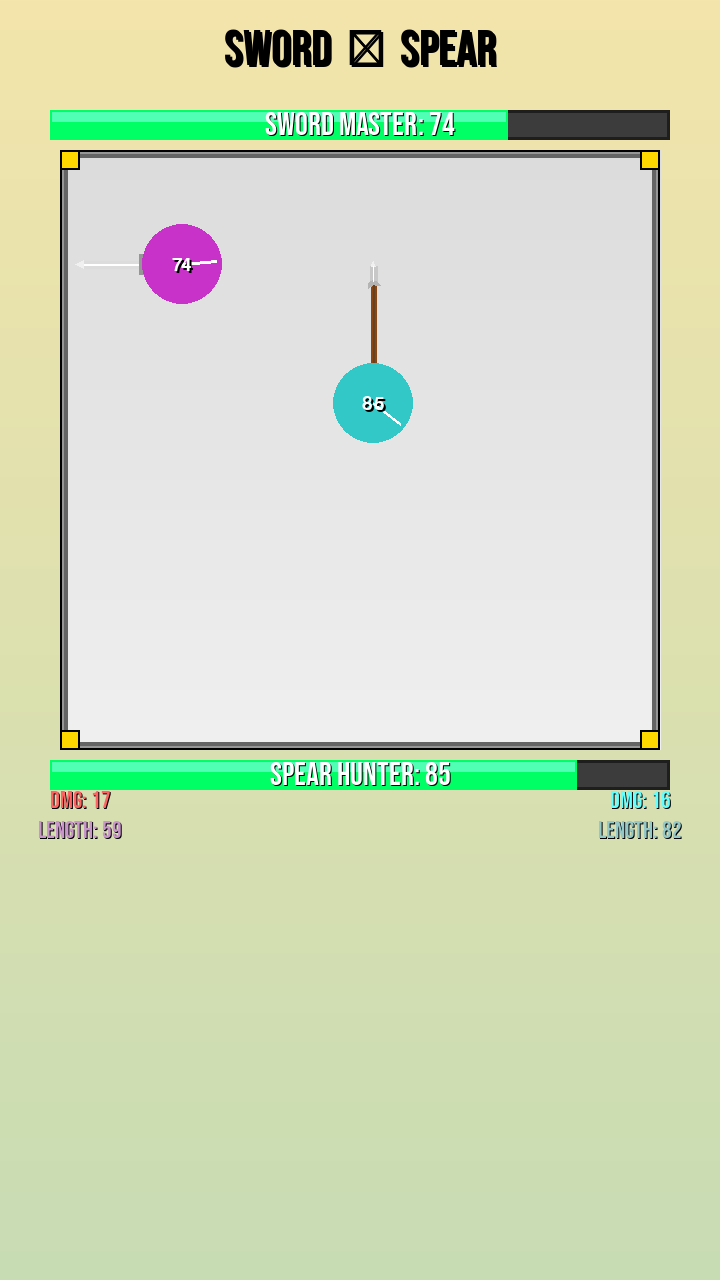 SWORD ☒ SPEAR
SWORD MASTER: 74
74
85
SPEAR HUNTER: 85
DMG: 17
DMG: 16
LENGTH: 59
LENGTH: 82